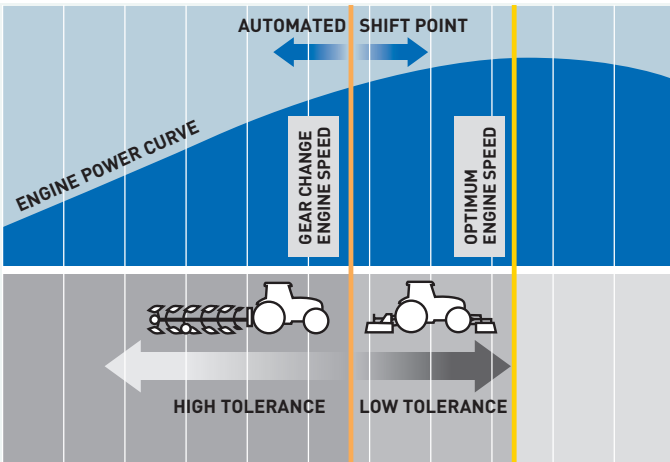 AUTOMATED SHIFT POINT
ENGINE POWER CURVE
GEAR CHANGE
ENGINE SPEED
OPTIMUM
ENGINE SPEED
HIGH TOLERANCE
LOW TOLERANCE